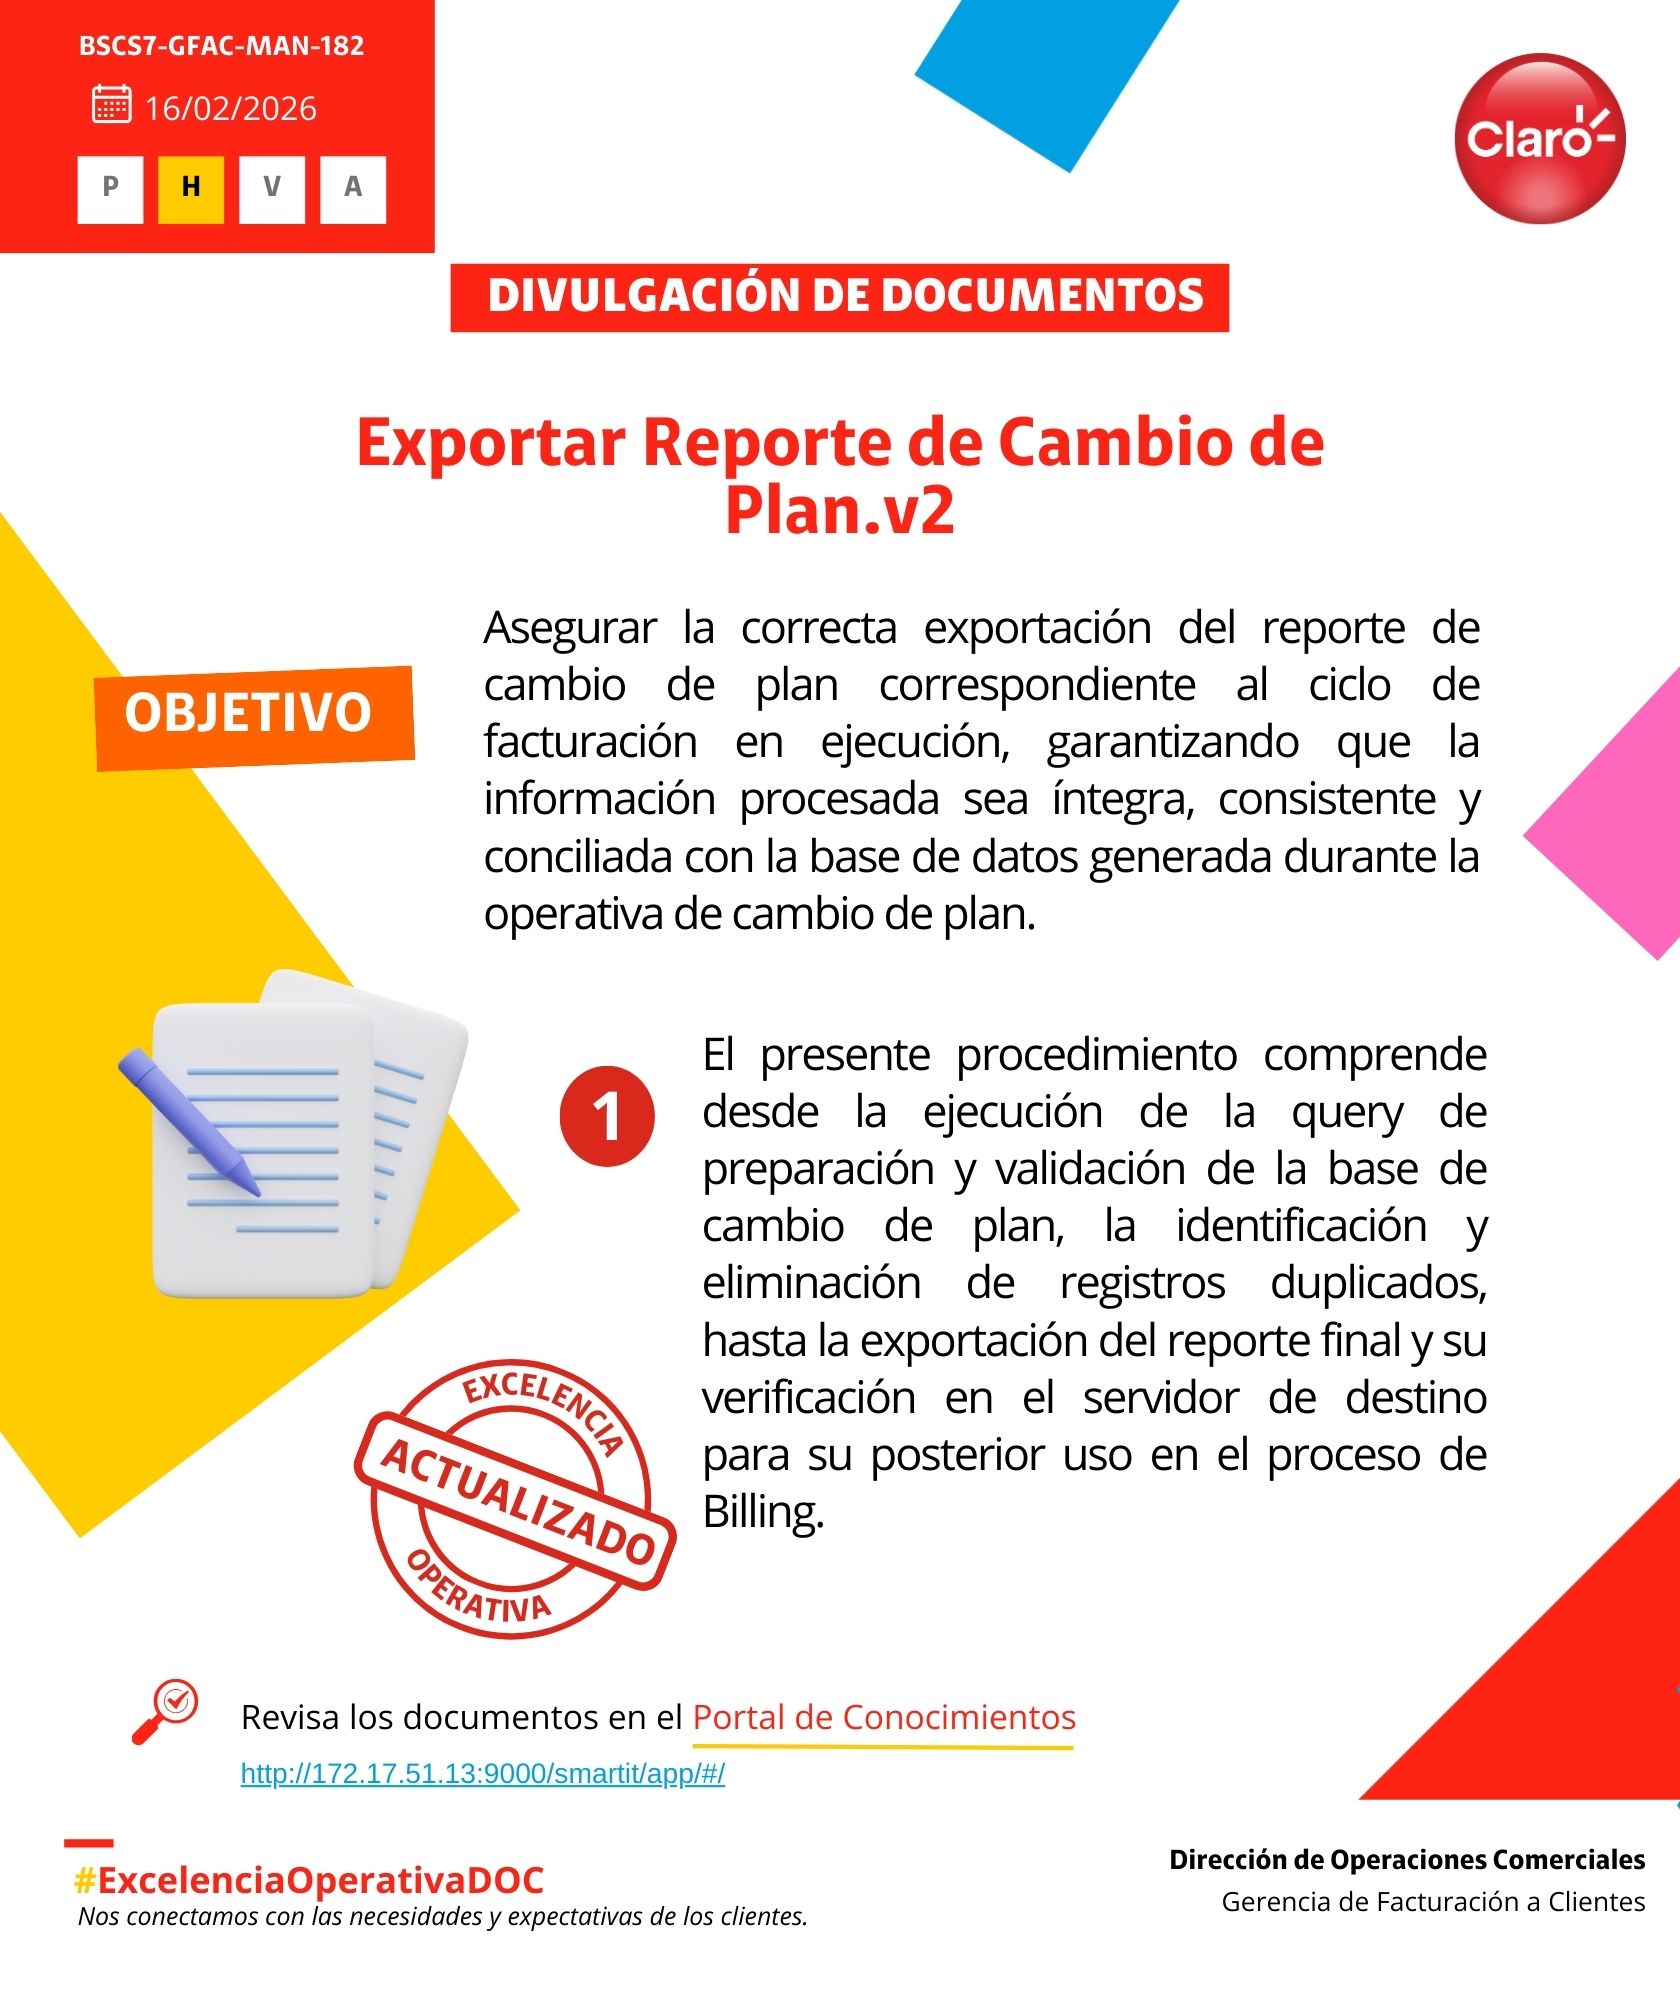 BSCS7-GFAC-MAN-182
16/02/2026
P H V A
Claro
DIVULGACIÓN DE DOCUMENTOS
Exportar Reporte de Cambio de
Plan.v2
OBJETIVO
Asegurar la correcta exportación del reporte de
cambio de plan correspondiente al ciclo de
facturación en ejecución, garantizando que la
información procesada sea íntegra, consistente y
conciliada con la base de datos generada durante la
operativa de cambio de plan.
1
El presente procedimiento comprende
desde la ejecución de la query de
preparación y validación de la base de
cambio de plan, la identificación y
eliminación de registros duplicados,
hasta la exportación del reporte final y su
verificación en el servidor de destino
para su posterior uso en el proceso de
Billing.
EXCELENCIA
ACTUALIZADO
OPERATIVA
Revisa los documentos en el Portal de Conocimientos
http://172.17.51.13:9000/smartit/app/#/
#ExcelenciaOperativaDOC
Nos conectamos con las necesidades y expectativas de los clientes.
Dirección de Operaciones Comerciales
Gerencia de Facturación a Clientes